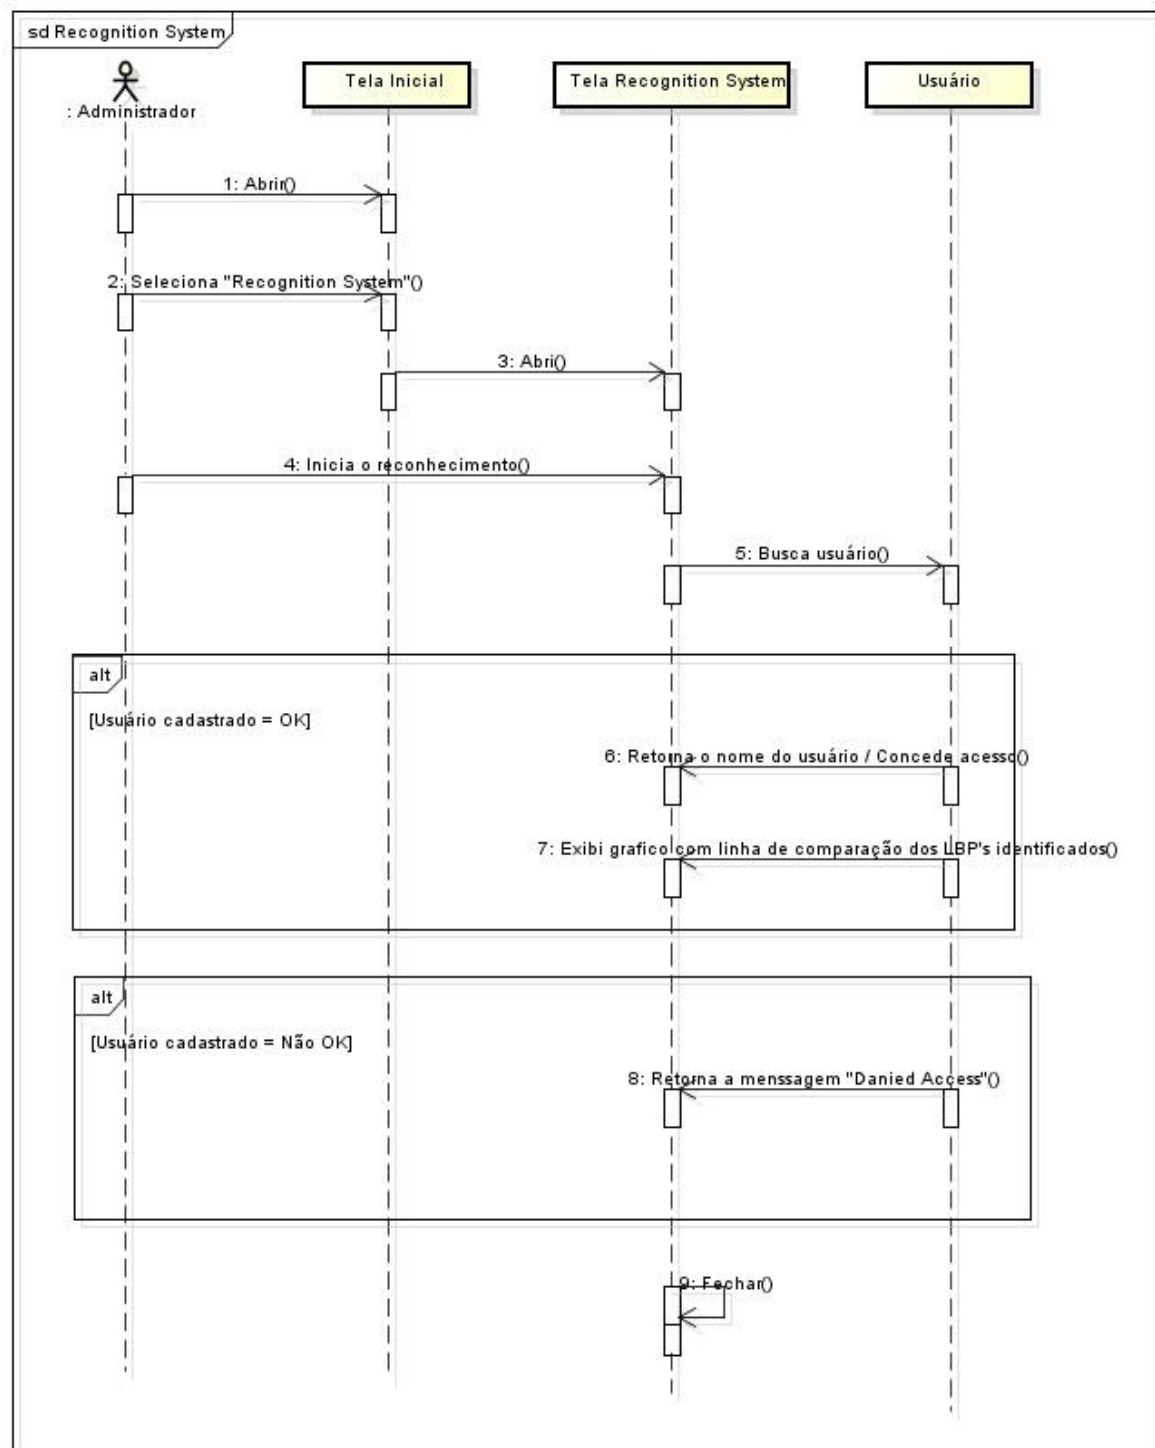 sd Recognition System
: Administrador
Tela Inicial
Tela Recognition System
Usuário
1: Abrir()
2: Seleciona "Recognition System"()
3: Abri()
4: Inicia o reconhecimento()
5: Busca usuário()
alt
[Usuário cadastrado = OK]
6: Retorna o nome do usuário / Concede acesso()
7: Exibi grafico com linha de comparação dos LBP's identificados()
alt
[Usuário cadastrado = Não OK]
8: Retorna a menssagem "Danied Access"()
9: Fechar()